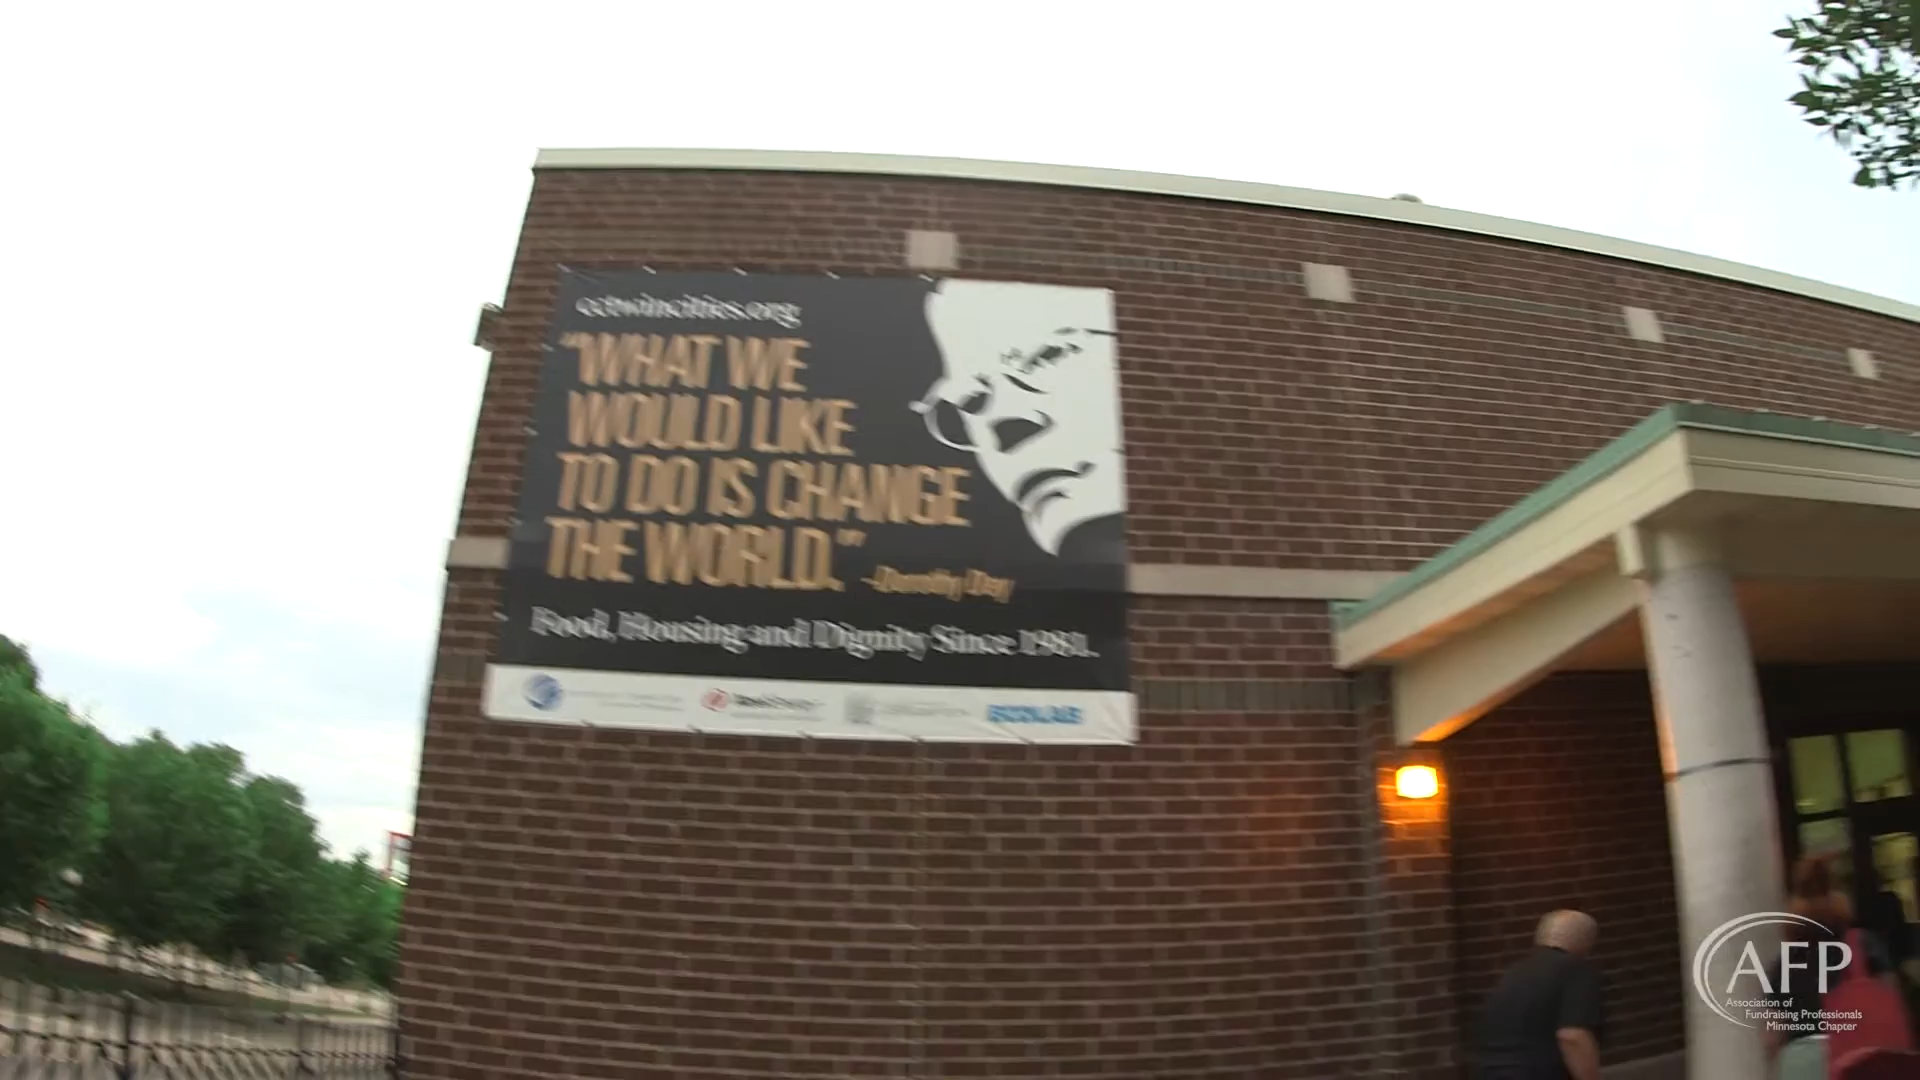 cctwincities.org
“WHAT WE
WOULD LIKE
TO DO IS CHANGE
THE WORLD.”
-Dorothy Day
Food, Housing and Dignity Since 1981.
ECOLAB
AFP
Association of
Fundraising Professionals
Minnesota Chapter